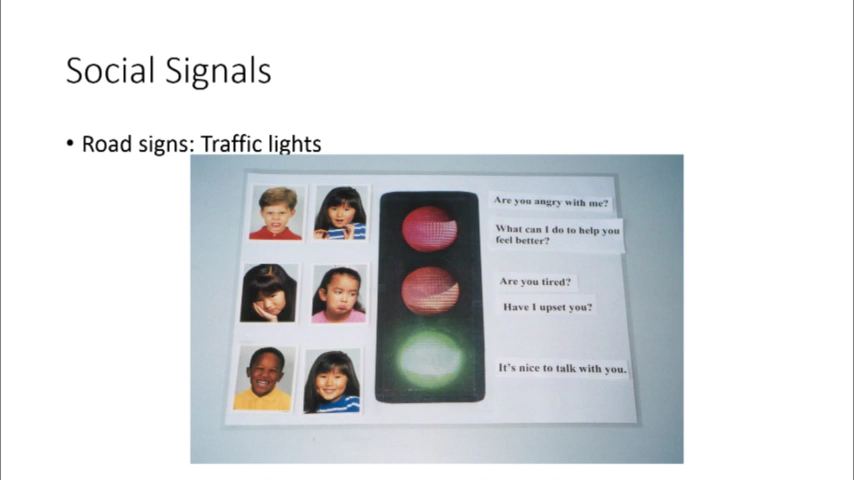 Social Signals
• Road signs: Traffic lights
Are you angry with me?
What can I do to help you
feel better?
Are you tired?
Have I upset you?
It's nice to talk with you.